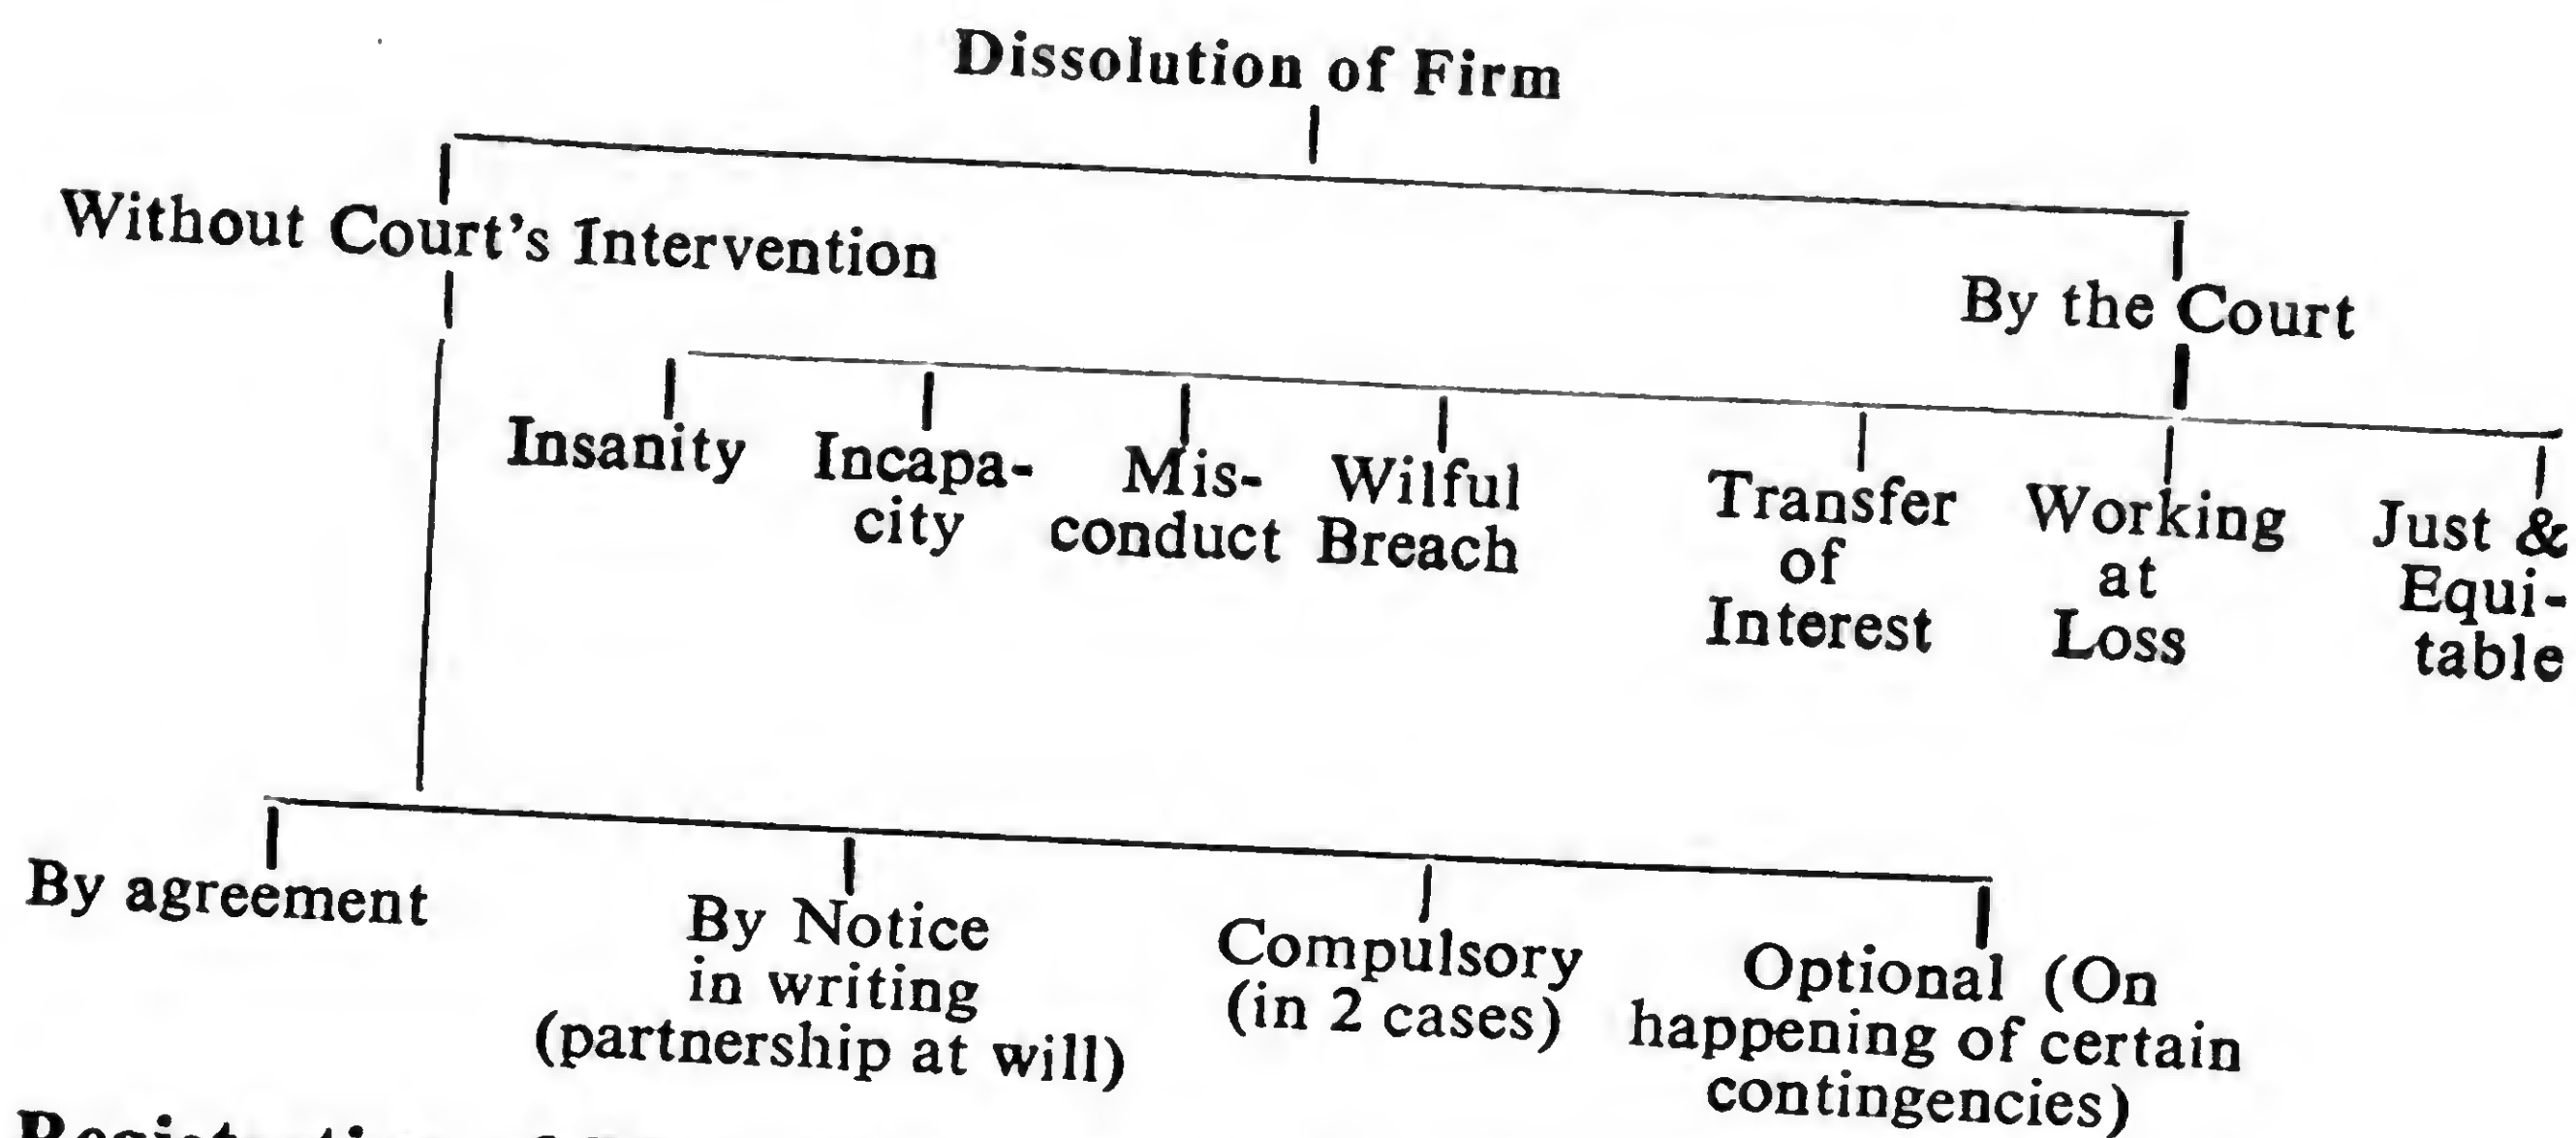 Dissolution of Firm
Without Court's Intervention
By the Court
Insanity
Incapa-
city
Mis-
conduct
Wilful
Breach
Transfer
of
Interest
Working
at
Loss
Just &
Equi-
table
By agreement
By Notice
in writing
(partnership at will)
Compulsory
(in 2 cases)
Optional (On
happening of certain
contingencies)